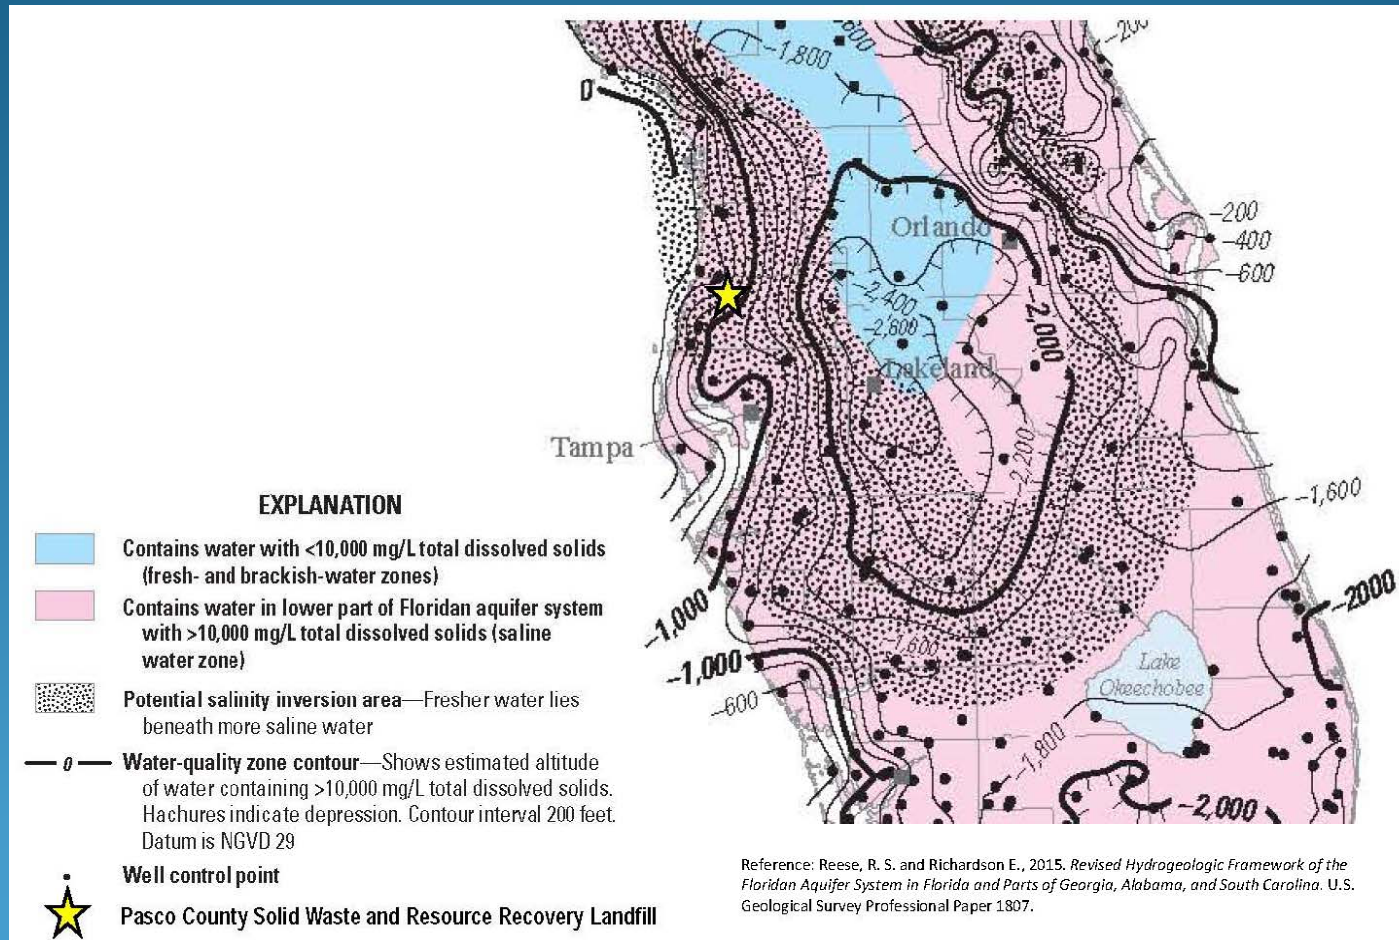 -200
-600
-1,800
0
Orlando
-200
-400
-600
-2,400
-2,600
-2,000
Lakeland
Tampa
-2,200
-1,600
-1,000
-1,000
-600
-1,600
-2000
Lake
Okeechobee
-1,800
-2,000
EXPLANATION
Contains water with <10,000 mg/L total dissolved solids
(fresh- and brackish-water zones)
Contains water in lower part of Floridan aquifer system
with >10,000 mg/L total dissolved solids (saline
water zone)
Potential salinity inversion area—Fresher water lies
beneath more saline water
0 Water-quality zone contour—Shows estimated altitude
of water containing >10,000 mg/L total dissolved solids.
Hachures indicate depression. Contour interval 200 feet.
Datum is NGVD 29
Well control point
Pasco County Solid Waste and Resource Recovery Landfill
Reference: Reese, R. S. and Richardson E., 2015. Revised Hydrogeologic Framework of the
Floridan Aquifer System in Florida and Parts of Georgia, Alabama, and South Carolina. U.S.
Geological Survey Professional Paper 1807.